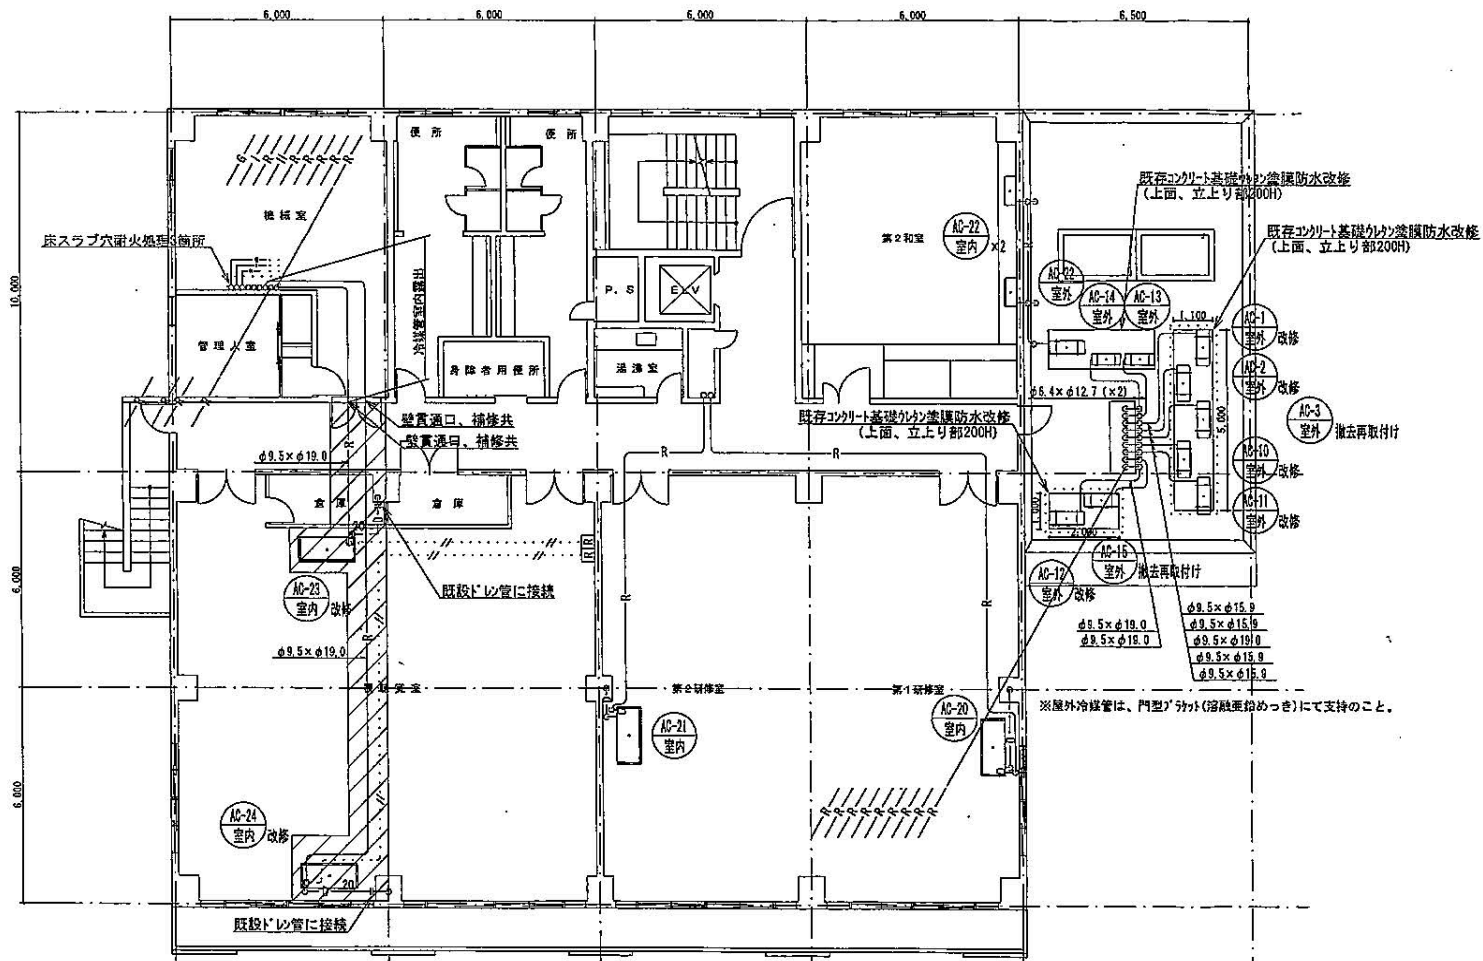 6,000
6,000
6,000
6,000
6,500
便 所
便 所
G
I
R
R
R
R
R
R
R
機 械 室
床スラブ穴耐火処理3箇所
10,000
冷媒管室内露出
P.S
ELV
第2和室
AC-22
室内
×2
既存コンクリート基礎ウレタン塗膜防水改修
(上面、立上り部200H)
既存コンクリート基礎ウレタン塗膜防水改修
(上面、立上り部200H)
AC-22
室外
AC-14
室外
AC-13
室外
1,100
AC-1
室外
改修
管 理 人 室
身障者用便所
湯 沸 室
AC-2
室外
改修
φ6.4×φ12.7 (×2)
AC-3
室外
撤去再取付け
5,000
壁貫通口、補修共
壁貫通口、補修共
既存コンクリート基礎ウレタン塗膜防水改修
(上面、立上り部200H)
R
φ9.5×φ19.0
R
R
AC-10
室外
改修
AC-11
室外
改修
倉 庫
倉 庫
20
2,000
R
R
AC-15
室外
撤去再取付け
AC-12
室外
改修
AC-23
室内
改修
既設ドレン管に接続
6,000
R
R
φ9.5×φ15.9
φ9.5×φ15.9
φ9.5×φ19.0
φ9.5×φ15.9
φ9.5×φ15.9
φ9.5×φ19.0
φ9.5×φ19.0
R
φ9.5×φ19.0
第2研修室
第1研修室
※屋外冷媒管は、門型ブラケット(溶融亜鉛めっき)にて支持のこと。
AC-21
室内
AC-20
室内
6,000
R
R
R
R
R
R
R
R
AC-24
室内
改修
20
既設ドレン管に接続